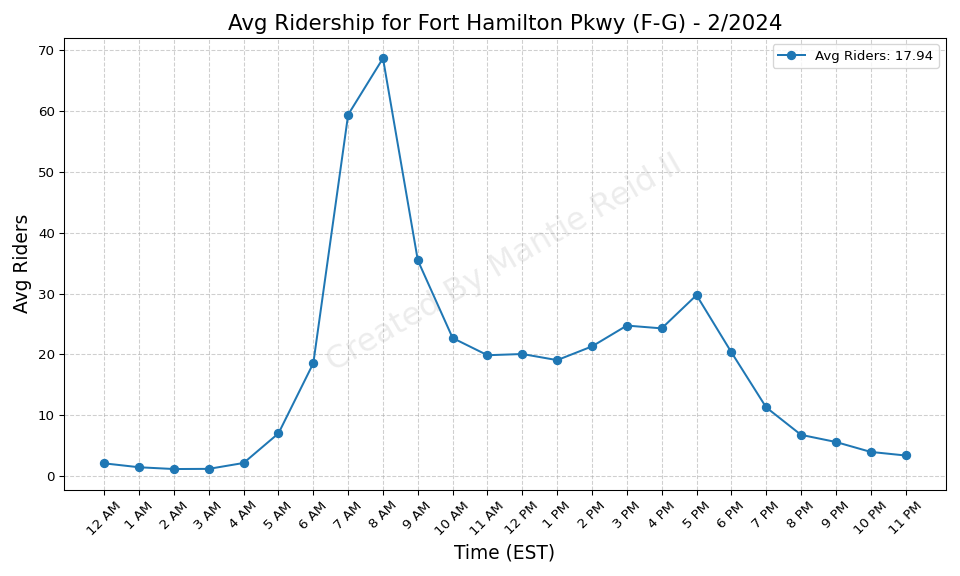 Avg Ridership for Fort Hamilton Pkwy (F-G) - 2/2024
Avg Riders: 17.94
70
60
50
40
30
20
10
0
Avg Riders
Created By Mantie Reid II
12 AM
1 AM
2 AM
3 AM
4 AM
5 AM
6 AM
7 AM
8 AM
9 AM
10 AM
11 AM
12 PM
1 PM
2 PM
3 PM
4 PM
5 PM
6 PM
7 PM
8 PM
9 PM
10 PM
11 PM
Time (EST)